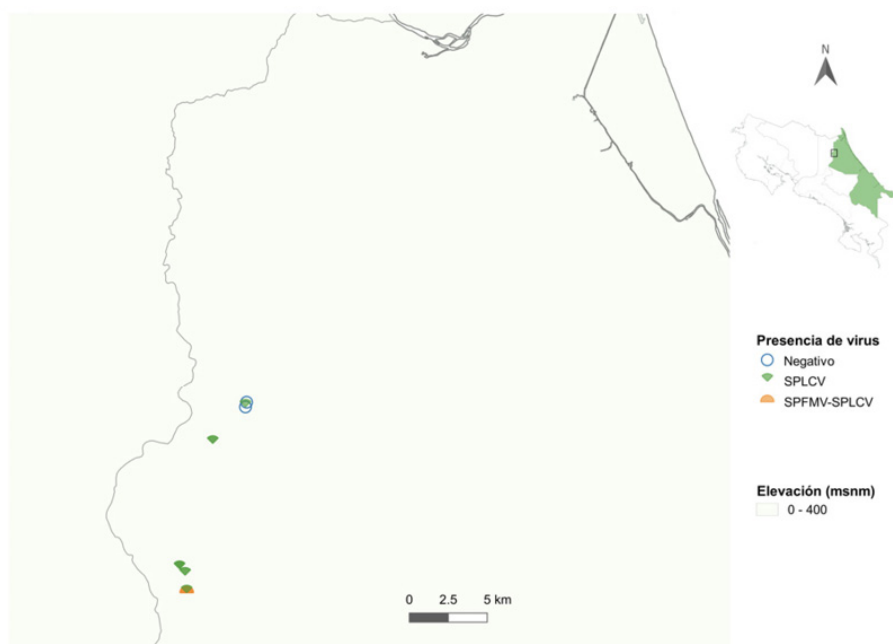 N
Presencia de virus
Negativo
SPLCV
SPFMV-SPLCV
Elevación (msnm)
0 - 400
0 2.5 5 km